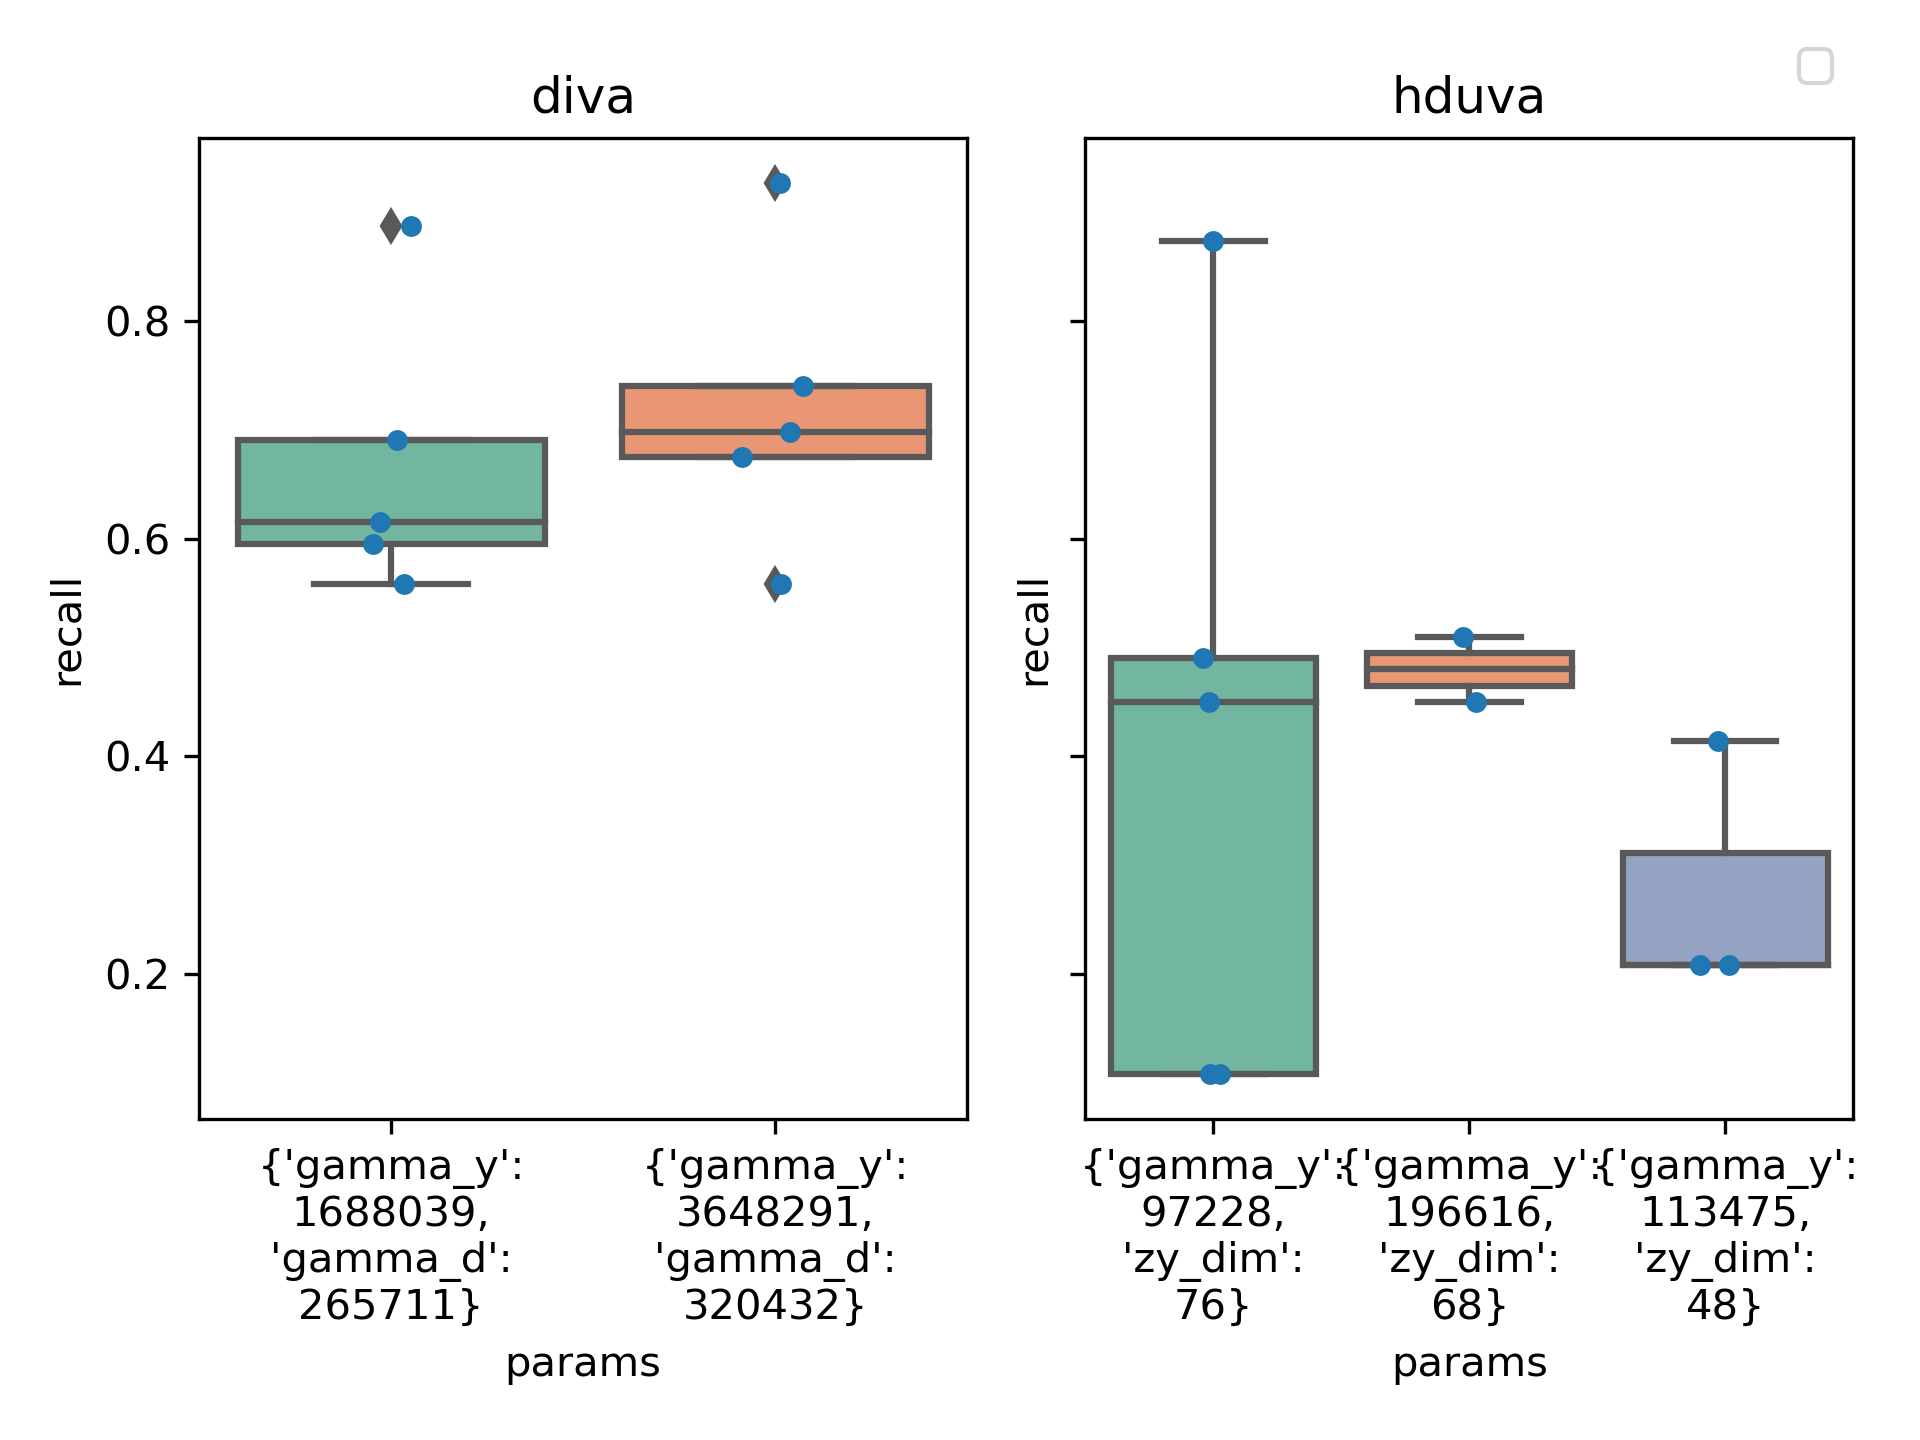 diva
hduva
recall
0.8
0.6
0.4
0.2
{'gamma_y':
1688039,
'gamma_d':
265711}
{'gamma_y':
3648291,
'gamma_d':
320432}
params
recall
{'gamma_y':
97228,
'zy_dim':
76}
{'gamma_y':
196616,
'zy_dim':
68}
{'gamma_y':
113475,
'zy_dim':
48}
params